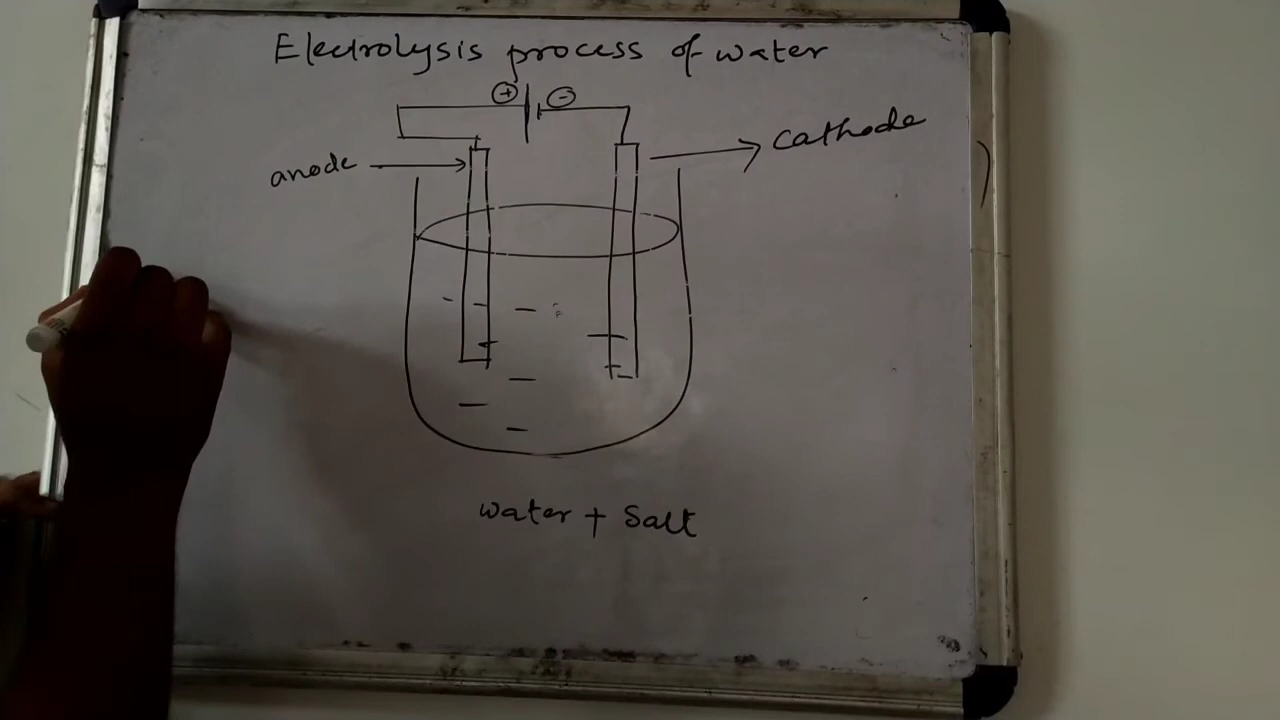 Electrolysis process of water
+ -
anode
cathode
water + Salt